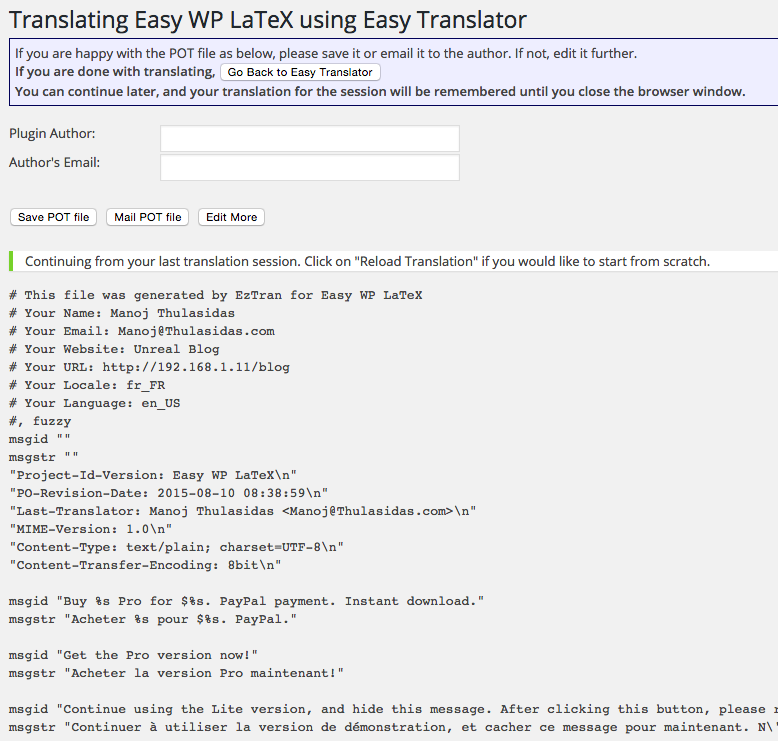 Translating Easy WP LaTeX using Easy Translator
If you are happy with the POT file as below, please save it or email it to the author. If not, edit it further.
If you are done with translating, Go Back to Easy Translator
You can continue later, and your translation for the session will be remembered until you close the browser window.
Plugin Author:
Author's Email:
Save POT file Mail POT file Edit More
Continuing from your last translation session. Click on "Reload Translation" if you would like to start from scratch.
# This file was generated by EzTran for Easy WP LaTeX
# Your Name: Manoj Thulasidas
# Your Email: Manoj@Thulasidas.com
# Your Website: Unreal Blog
# Your URL: http://192.168.1.11/blog
# Your Locale: fr_FR
# Your Language: en_US
#, fuzzy
msgid ""
msgstr ""
"Project-Id-Version: Easy WP LaTeX\n"
"PO-Revision-Date: 2015-08-10 08:38:59\n"
"Last-Translator: Manoj Thulasidas <Manoj@Thulasidas.com>\n"
"MIME-Version: 1.0\n"
"Content-Type: text/plain; charset=UTF-8\n"
"Content-Transfer-Encoding: 8bit\n"
msgid "Buy %s Pro for $%s. PayPal payment. Instant download."
msgstr "Acheter %s pour $%s. PayPal."
msgid "Get the Pro version now!"
msgstr "Acheter la version Pro maintenant!"
msgid "Continue using the Lite version, and hide this message. After clicking this button, please
msgstr "Continuer à utiliser la version de démonstration, et cacher ce message pour maintenant. N\'